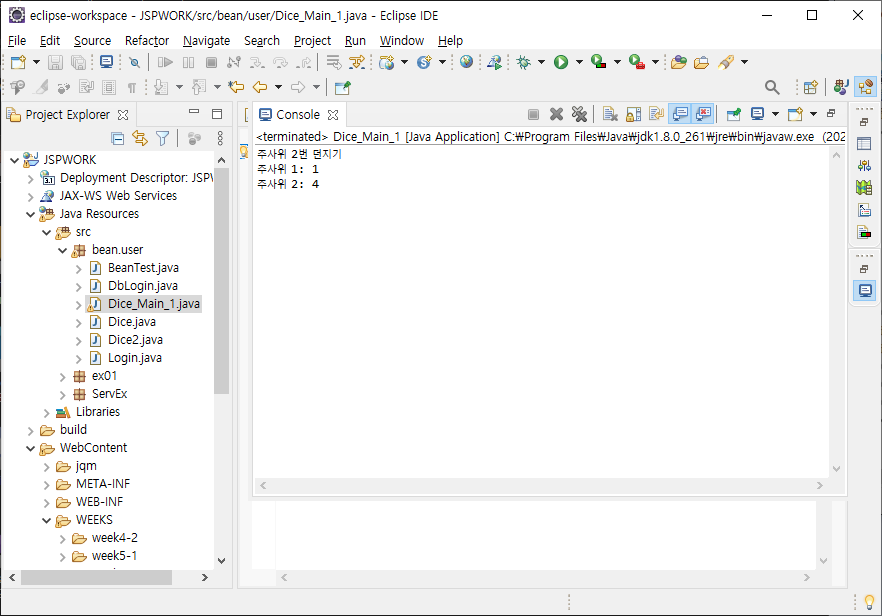 eclipse-workspace - JSPWORK/src/bean/user/Dice_Main_1.java - Eclipse IDE
File Edit Source Refactor Navigate Search Project Run Window Help
Project Explorer
JSPWORK
Deployment Descriptor: JSPW
JAX-WS Web Services
Java Resources
src
bean.user
BeanTest.java
DbLogin.java
Dice_Main_1.java
Dice.java
Dice2.java
Login.java
ex01
ServEx
Libraries
build
WebContent
jqm
META-INF
WEB-INF
WEEKS
week4-2
week5-1
Console
<terminated> Dice_Main_1 [Java Application] C:₩Program Files₩Java₩jdk1.8.0_261₩jre₩bin₩javaw.exe (202
주사위 2번 던지기
주사위 1: 1
주사위 2: 4